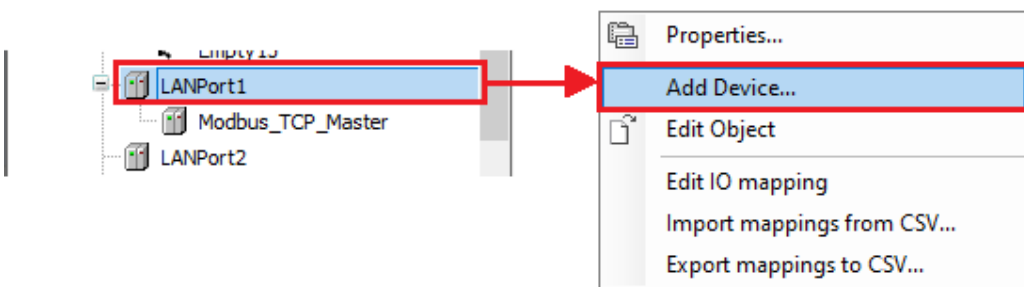 Empty15
LANPort1
Modbus_TCP_Master
LANPort2
Properties...
Add Device...
Edit Object
Edit IO mapping
Import mappings from CSV...
Export mappings to CSV...